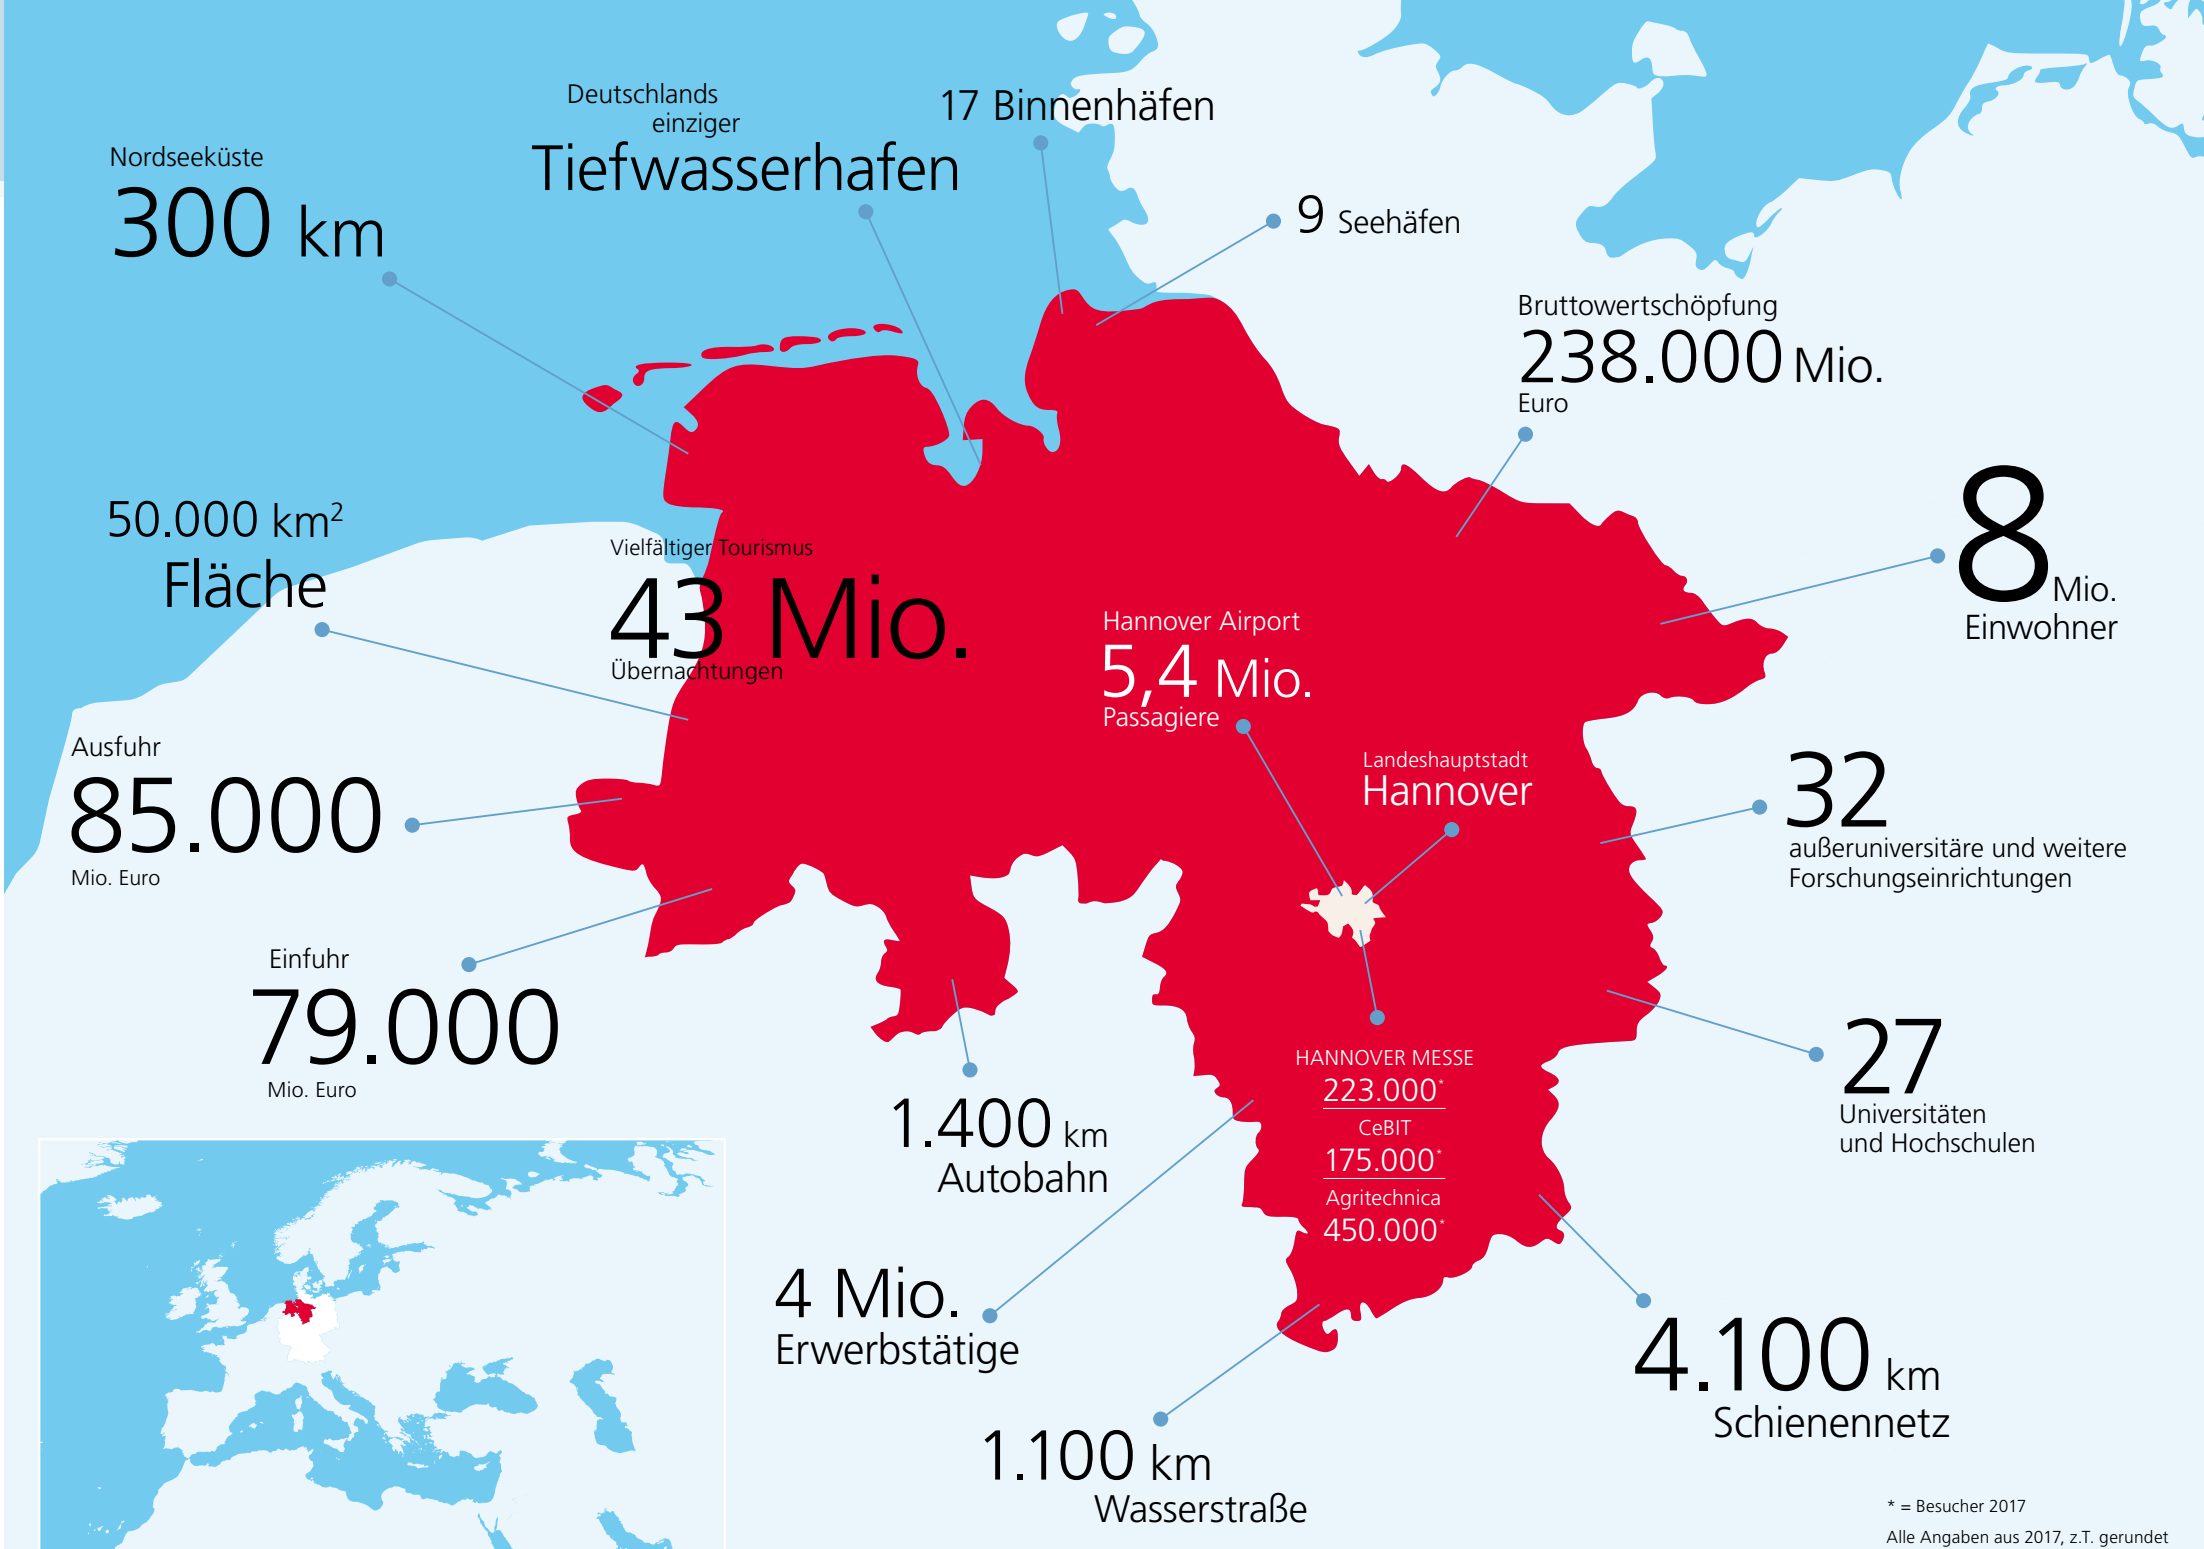 Deutschlands
einziger
Tiefwasserhafen
17 Binnenhäfen
Nordseeküste
300 km
9 Seehäfen
Bruttowertschöpfung
238.000 Mio.
Euro
50.000 km²
Fläche
Vielfältiger Tourismus
43 Mio.
Übernachtungen
8 Mio.
Einwohner
Hannover Airport
5,4 Mio.
Passagiere
Landeshauptstadt
Hannover
Ausfuhr
85.000
Mio. Euro
32
außeruniversitäre und weitere
Forschungseinrichtungen
Einfuhr
79.000
Mio. Euro
27
Universitäten
und Hochschulen
HANNOVER MESSE
223.000*
CeBIT
175.000*
Agritechnica
450.000*
1.400 km
Autobahn
4 Mio.
Erwerbstätige
4.100 km
Schienennetz
1.100 km
Wasserstraße
* = Besucher 2017
Alle Angaben aus 2017, z.T. gerundet